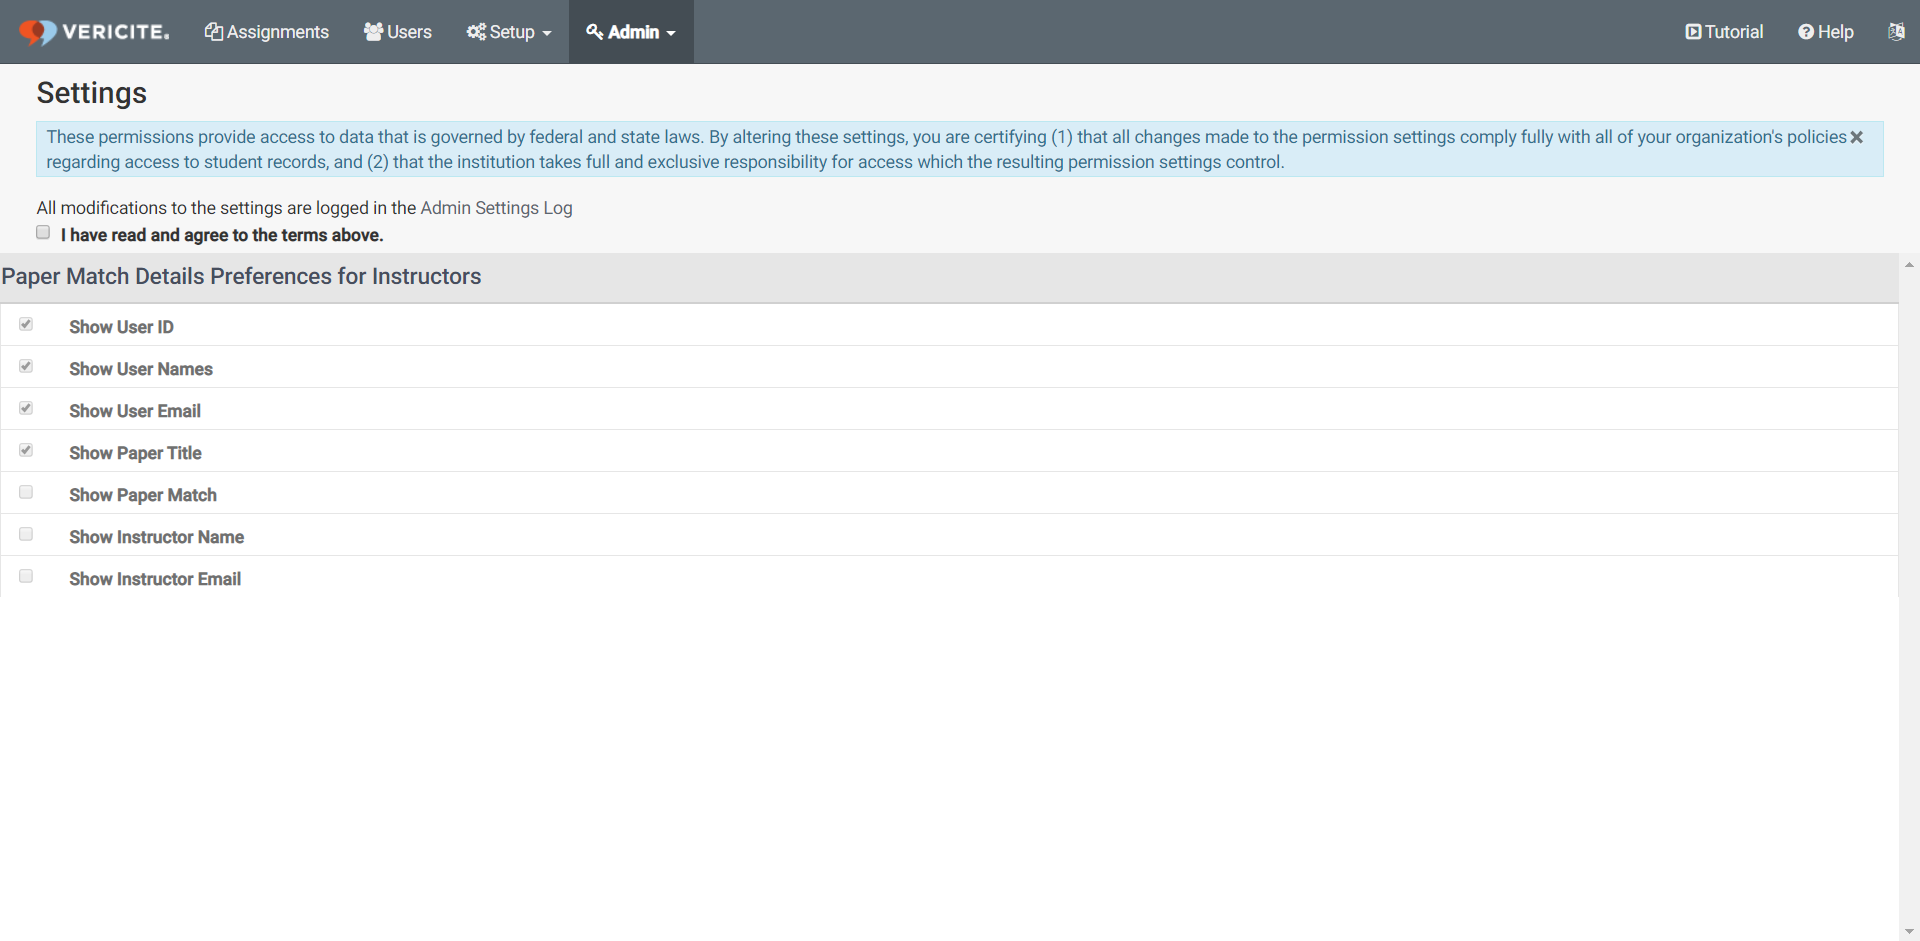 VERICITE. Assignments Users Setup Admin Tutorial Help
Settings
These permissions provide access to data that is governed by federal and state laws. By altering these settings, you are certifying (1) that all changes made to the permission settings comply fully with all of your organization's policies
regarding access to student records, and (2) that the institution takes full and exclusive responsibility for access which the resulting permission settings control.
All modifications to the settings are logged in the Admin Settings Log
I have read and agree to the terms above.
Paper Match Details Preferences for Instructors
Show User ID
Show User Names
Show User Email
Show Paper Title
Show Paper Match
Show Instructor Name
Show Instructor Email